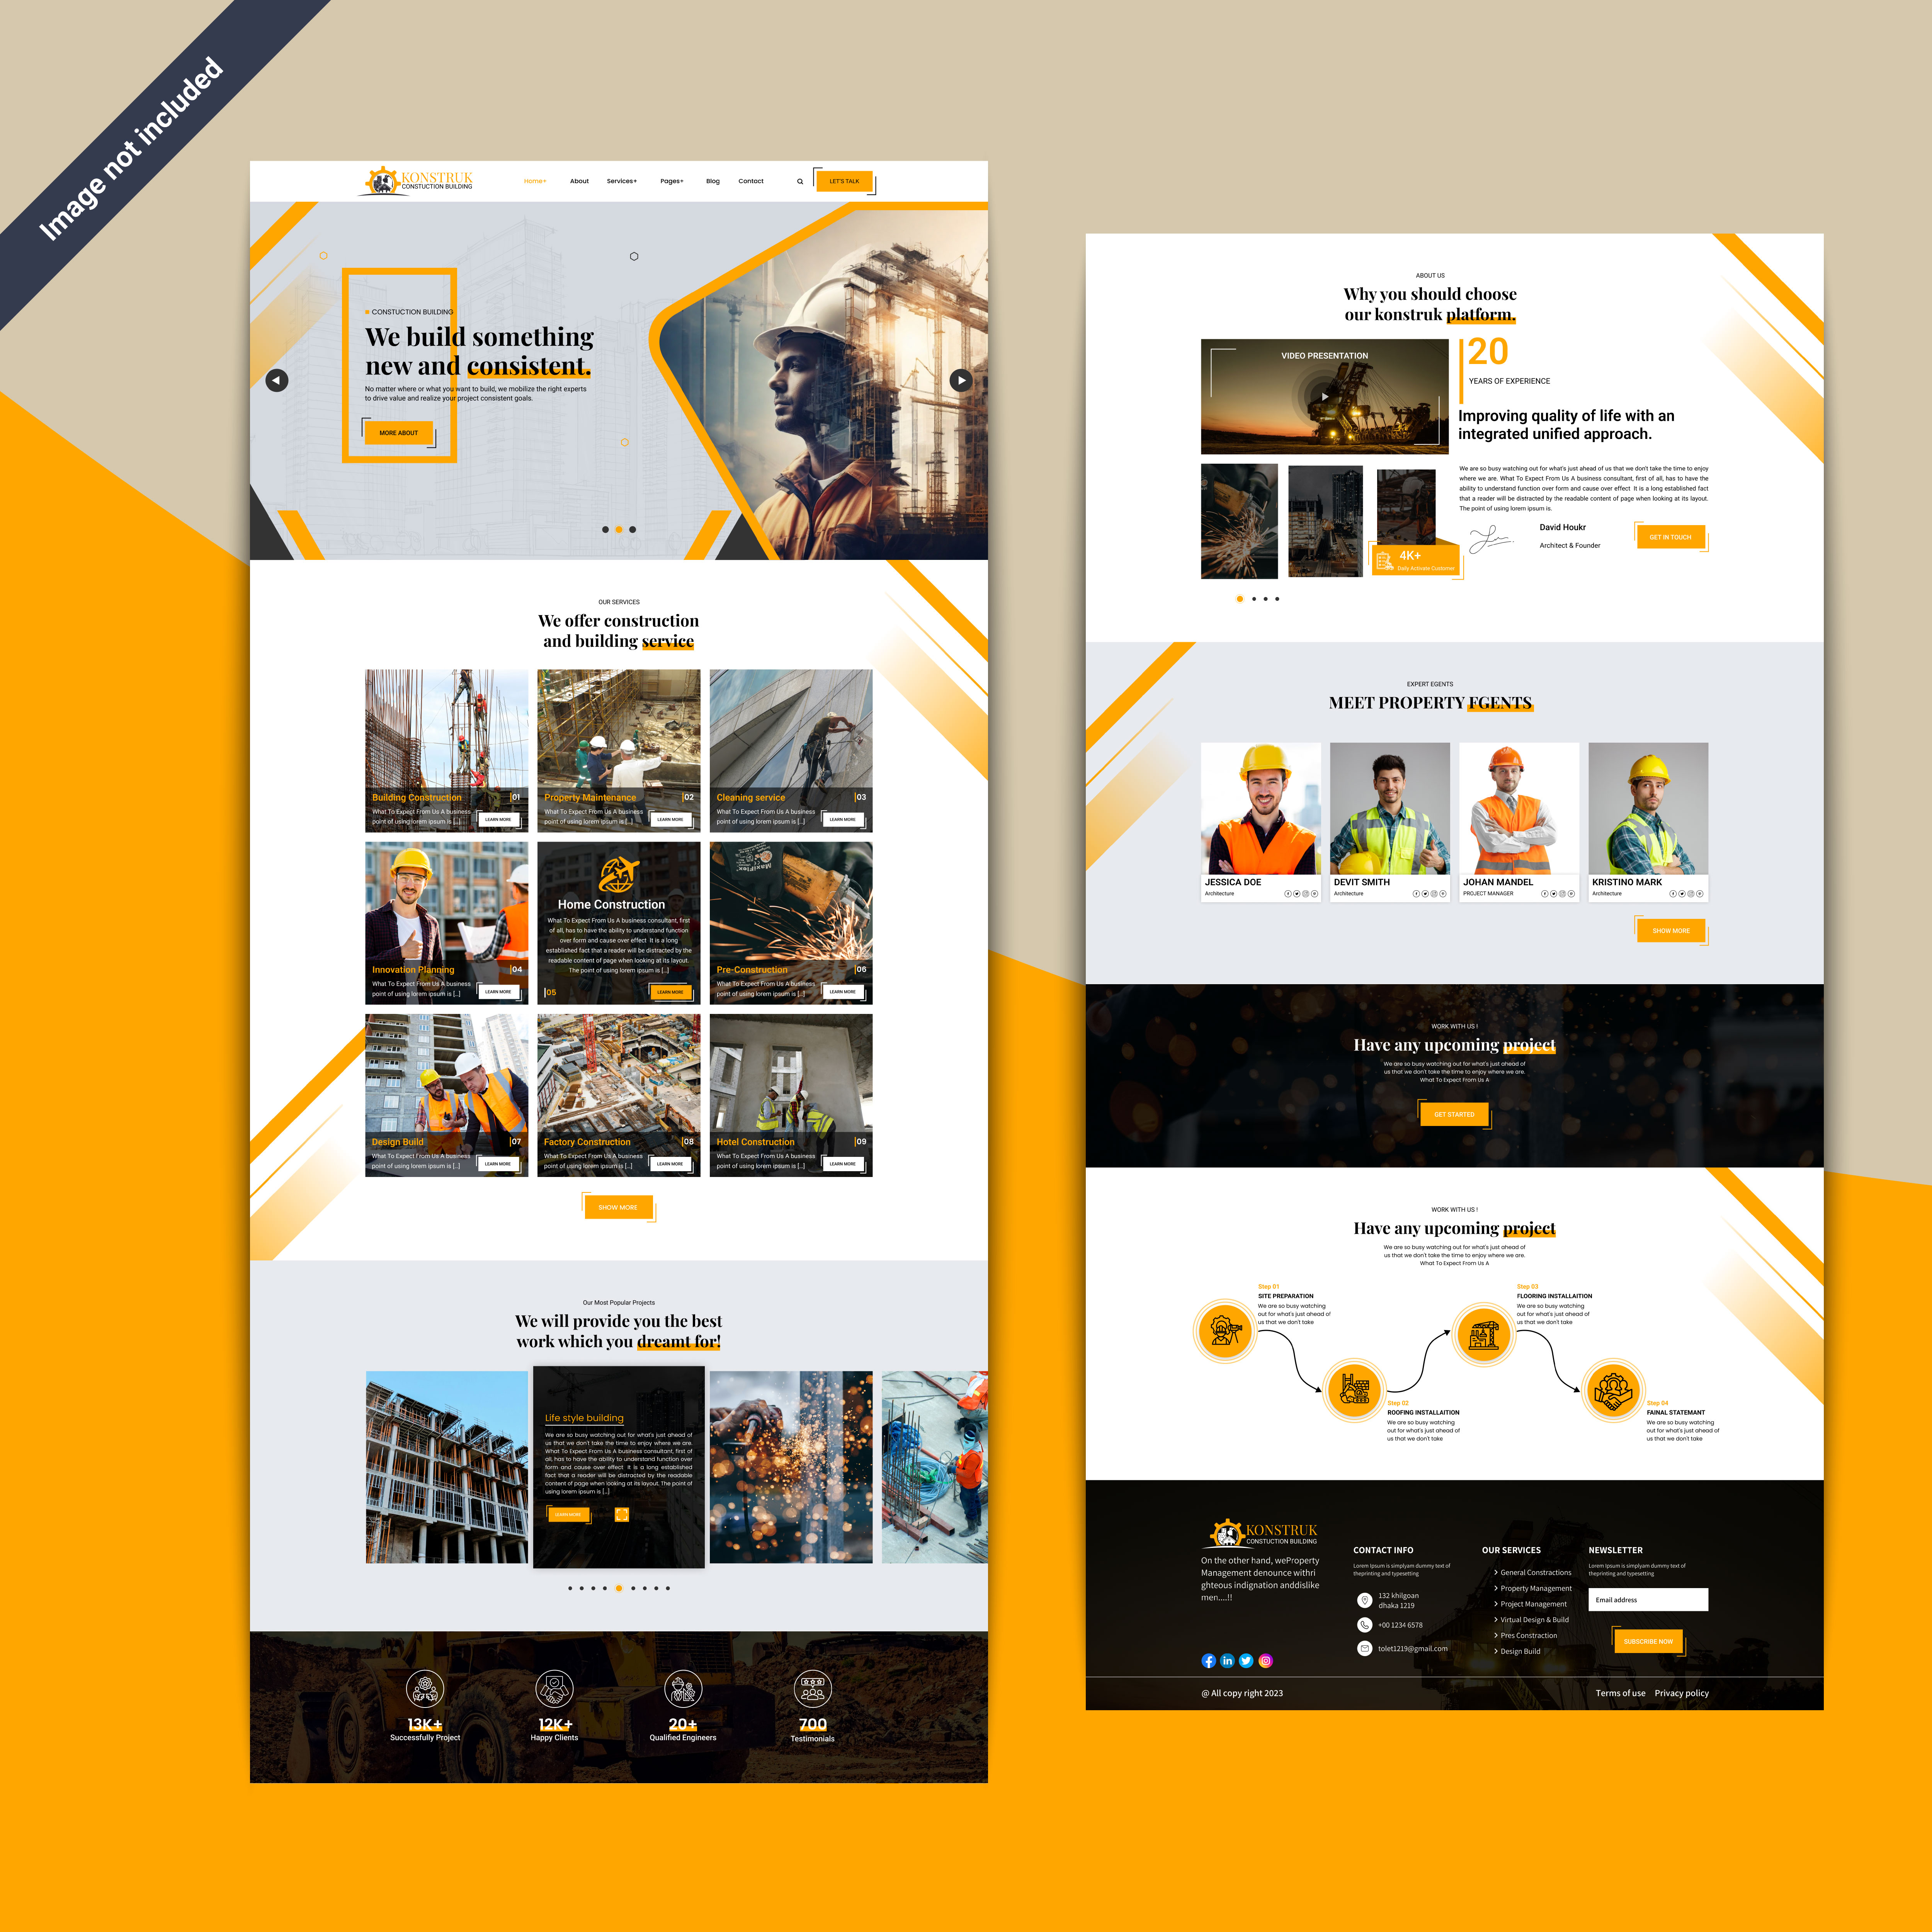 Image not included
KONSTRUK
CONSTUCTION BUILDING
Home+ About Services+ Pages+ Blog Contact
LET'S TALK
CONSTUCTION BUILDING
We build something
new and consistent.
No matter where or what you want to build, we mobilize the right experts
to drive value and realize your project consistent goals.
MORE ABOUT
OUR SERVICES
We offer construction
and building service
Building Construction |01
What To Expect From Us A business
point of using lorem ipsum is [...]
LEARN MORE
Property Maintenance |02
What To Expect From Us A business
point of using lorem ipsum is [...]
LEARN MORE
Cleaning service |03
What To Expect From Us A business
point of using lorem ipsum is [...]
LEARN MORE
Innovation Planning |04
What To Expect From Us A business
point of using lorem ipsum is [...]
LEARN MORE
Home Construction
What To Expect From Us A business consultant, first
of all, has to have the ability to understand function
over form and cause over effect It is a long
established fact that a reader will be distracted by the
readable content of page when looking at its layout.
The point of using lorem ipsum is [...]
|05
LEARN MORE
Pre-Construction |06
What To Expect From Us A business
point of using lorem ipsum is [...]
LEARN MORE
Design Build |07
What To Expect From Us A business
point of using lorem ipsum is [...]
LEARN MORE
Factory Construction |08
What To Expect From Us A business
point of using lorem ipsum is [...]
LEARN MORE
Hotel Construction |09
What To Expect From Us A business
point of using lorem ipsum is [...]
LEARN MORE
SHOW MORE
Our Most Popular Projects
We will provide you the best
work which you dreamt for!
Life style building
We are so busy watching out for what's just ahead of
us that we don't take the time to enjoy where we are.
What To Expect From Us A business consultant, first of
all, has to have the ability to understand function over
form and cause over effect It is a long established
fact that a reader will be distracted by the readable
content of page when looking at its layout. The point of
using lorem ipsum is [...]
LEARN MORE
13K+
Successfully Project
12K+
Happy Clients
20+
Qualified Engineers
700
Testimonials
ABOUT US
Why you should choose
our konstruk platform.
VIDEO PRESENTATION
20
YEARS OF EXPERIENCE
Improving quality of life with an
integrated unified approach.
We are so busy watching out for what's just ahead of us that we don't take the time to enjoy
where we are. What To Expect From Us A business consultant, first of all, has to have the
ability to understand function over form and cause over effect It is a long established fact
that a reader will be distracted by the readable content of page when looking at its layout.
The point of using lorem ipsum is.
David Houkr
Architect & Founder
GET IN TOUCH
4K+
Daily Activate Customer
EXPERT EGENTS
MEET PROPERTY FGENTS
JESSICA DOE
Architecture
DEVIT SMITH
Architecture
JOHAN MANDEL
PROJECT MANAGER
KRISTINO MARK
Architecture
SHOW MORE
WORK WITH US !
Have any upcoming project
We are so busy watching out for what's just ahead of
us that we don't take the time to enjoy where we are.
What To Expect From Us A
GET STARTED
WORK WITH US !
Have any upcoming project
We are so busy watching out for what's just ahead of
us that we don't take the time to enjoy where we are.
What To Expect From Us A
Step 01
SITE PREPARATION
We are so busy watching
out for what's just ahead of
us that we don't take
Step 02
ROOFING INSTALLAITION
We are so busy watching
out for what's just ahead of
us that we don't take
Step 03
FLOORING INSTALLAITION
We are so busy watching
out for what's just ahead of
us that we don't take
Step 04
FAINAL STATEMANT
We are so busy watching
out for what's just ahead of
us that we don't take
KONSTRUK
CONSTUCTION BUILDING
On the other hand, weProperty
Management denounce withri
ghteous indignation anddislike
men....!!
CONTACT INFO
Lorem Ipsum is simplyam dummy text of
theprinting and typesetting
132 khilgoan
dhaka 1219
+00 1234 6578
tolet1219@gmail.com
OUR SERVICES
General Constractions
Property Management
Project Management
Virtual Design & Build
Pres Constraction
Design Build
NEWSLETTER
Lorem Ipsum is simplyam dummy text of
theprinting and typesetting
Email address
SUBSCRIBE NOW
@ All copy right 2023
Terms of use Privacy policy